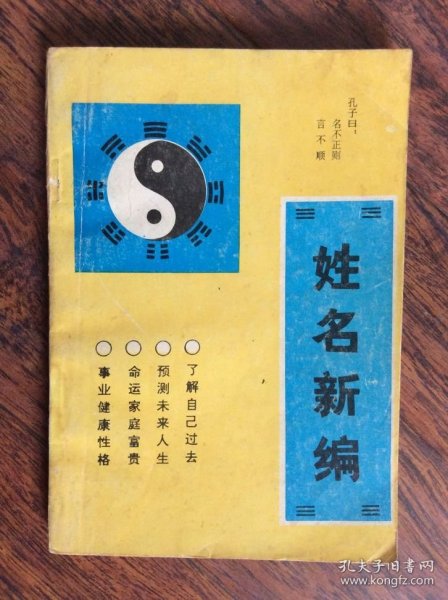 孔子曰：
名不正则
言不顺
姓名新编
○了解自己过去
○预测未来人生
○命运家庭富贵
○事业健康性格
孔夫子旧书网
www.kongfz.com